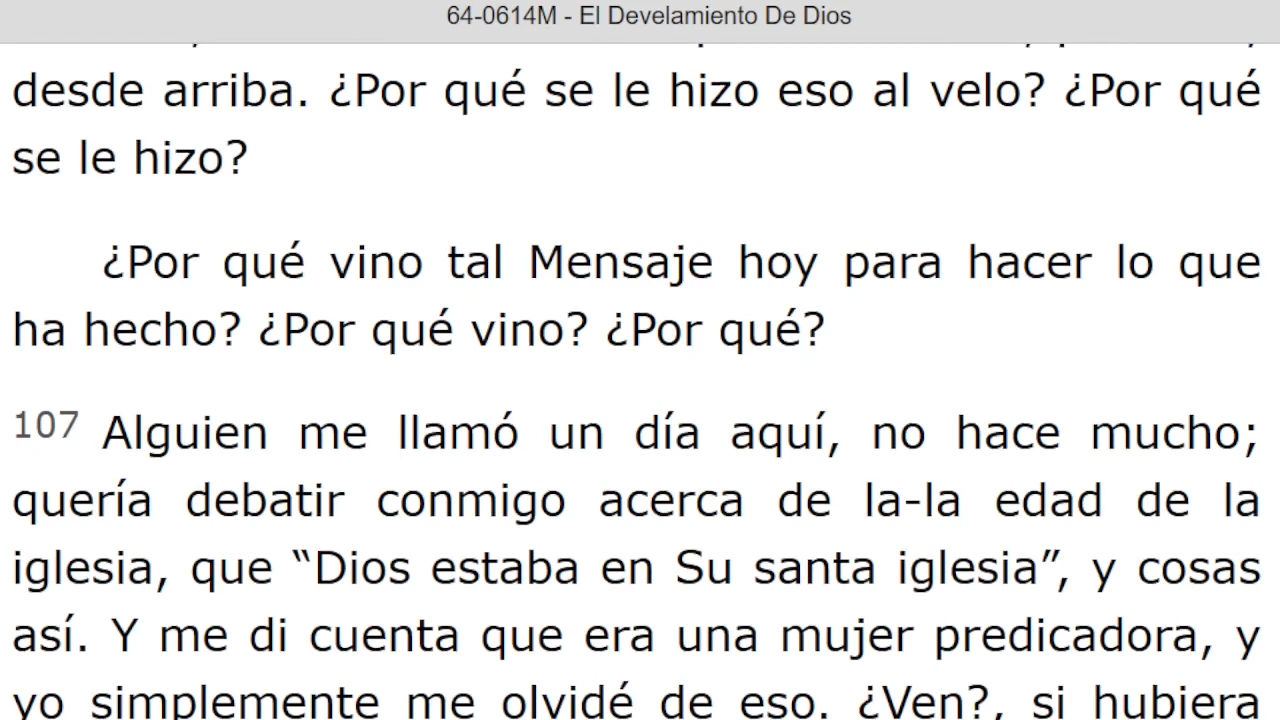 64-0614M - El Develamiento De Dios
desde arriba. ¿Por qué se le hizo eso al velo? ¿Por qué
se le hizo?
¿Por qué vino tal Mensaje hoy para hacer lo que
ha hecho? ¿Por qué vino? ¿Por qué?
107 Alguien me llamó un día aquí, no hace mucho;
quería debatir conmigo acerca de la-la edad de la
iglesia, que “Dios estaba en Su santa iglesia”, y cosas
así. Y me di cuenta que era una mujer predicadora, y
yo simplemente me olvidé de eso. ¿Ven?, si hubiera